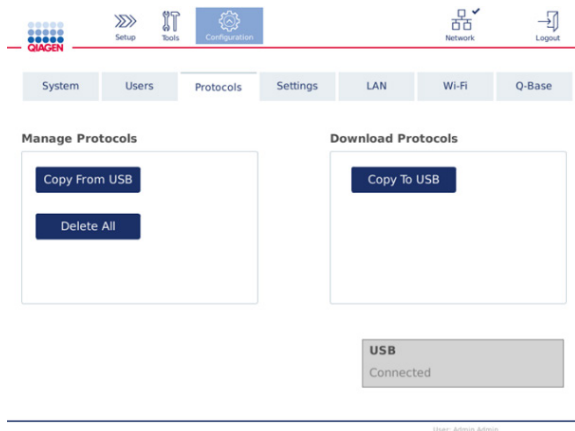 QIAGEN
Setup
Tools
Configuration
Network
Logout
System
Users
Protocols
Settings
LAN
Wi-Fi
Q-Base
Manage Protocols
Download Protocols
Copy From USB
Copy To USB
Delete All
USB
Connected
User: Admin Admin